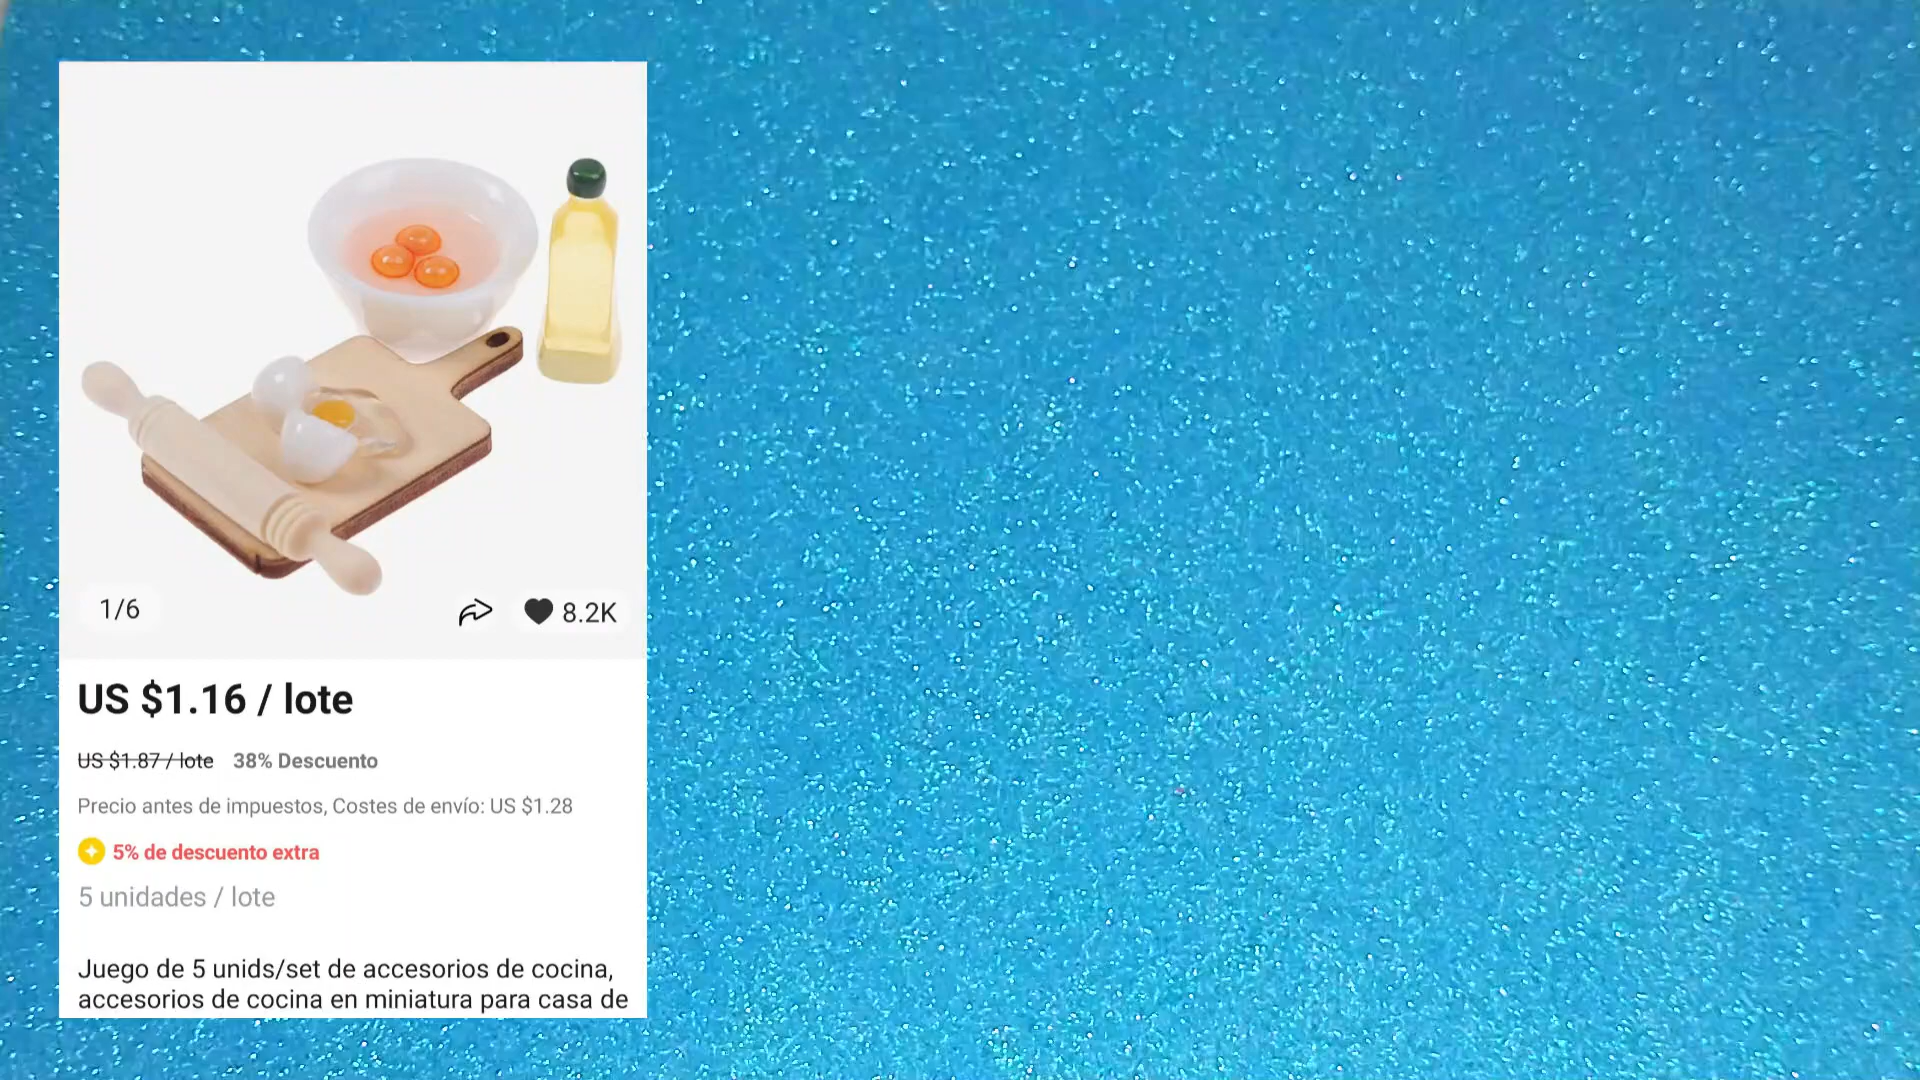 1/6
8.2K
US $1.16 / lote
US $1.87 / lote 38% Descuento
Precio antes de impuestos, Costes de envío: US $1.28
5% de descuento extra
5 unidades / lote
Juego de 5 unids/set de accesorios de cocina,
accesorios de cocina en miniatura para casa de